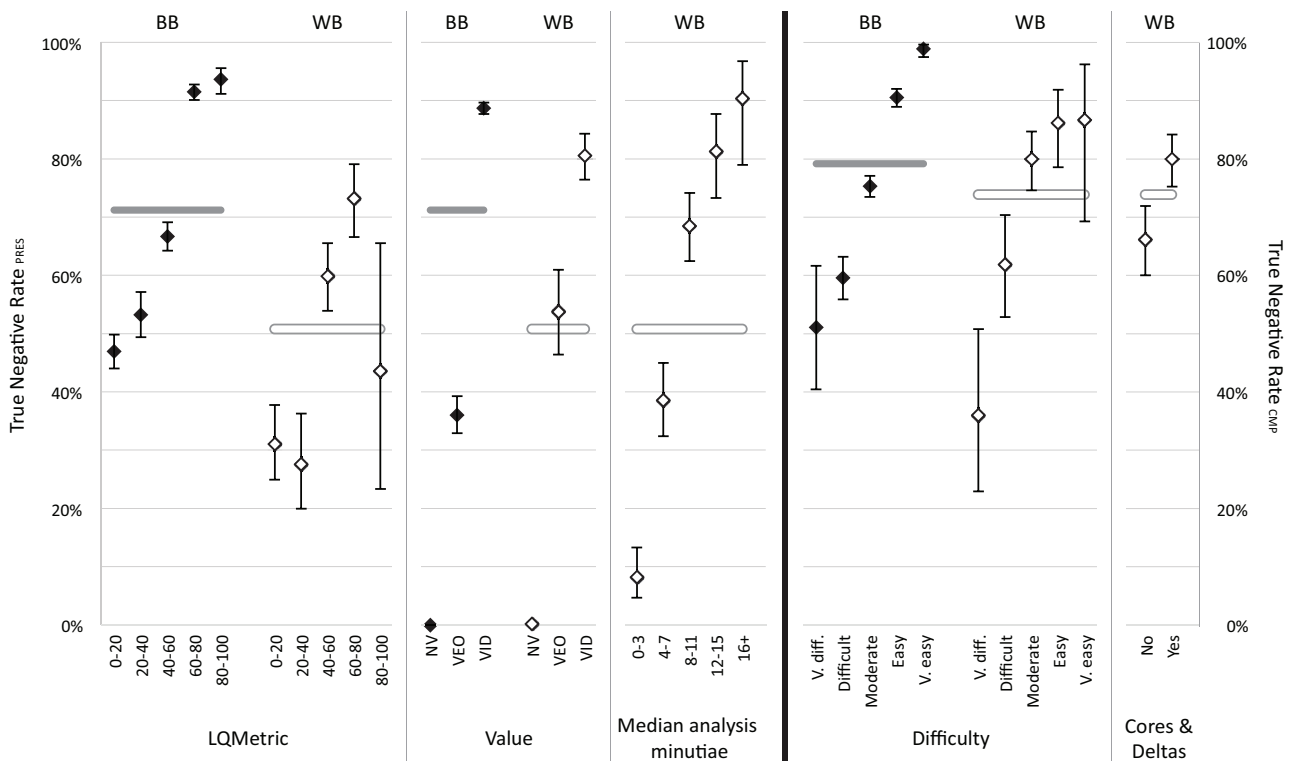 BB WB BB WB WB BB WB WB
100% 100%
80% 80%
60% 60%
40% 40%
20% 20%
0% 0%
True Negative Rate PRES
True Negative Rate CMP
0-20
20-40
40-60
60-80
80-100
0-20
20-40
40-60
60-80
80-100
NV
VEO
VID
NV
VEO
VID
0-3
4-7
8-11
12-15
16+
V. diff.
Difficult
Moderate
Easy
V. easy
V. diff.
Difficult
Moderate
Easy
V. easy
No
Yes
LQMetric
Value
Median analysis
minutiae
Difficulty
Cores &
Deltas